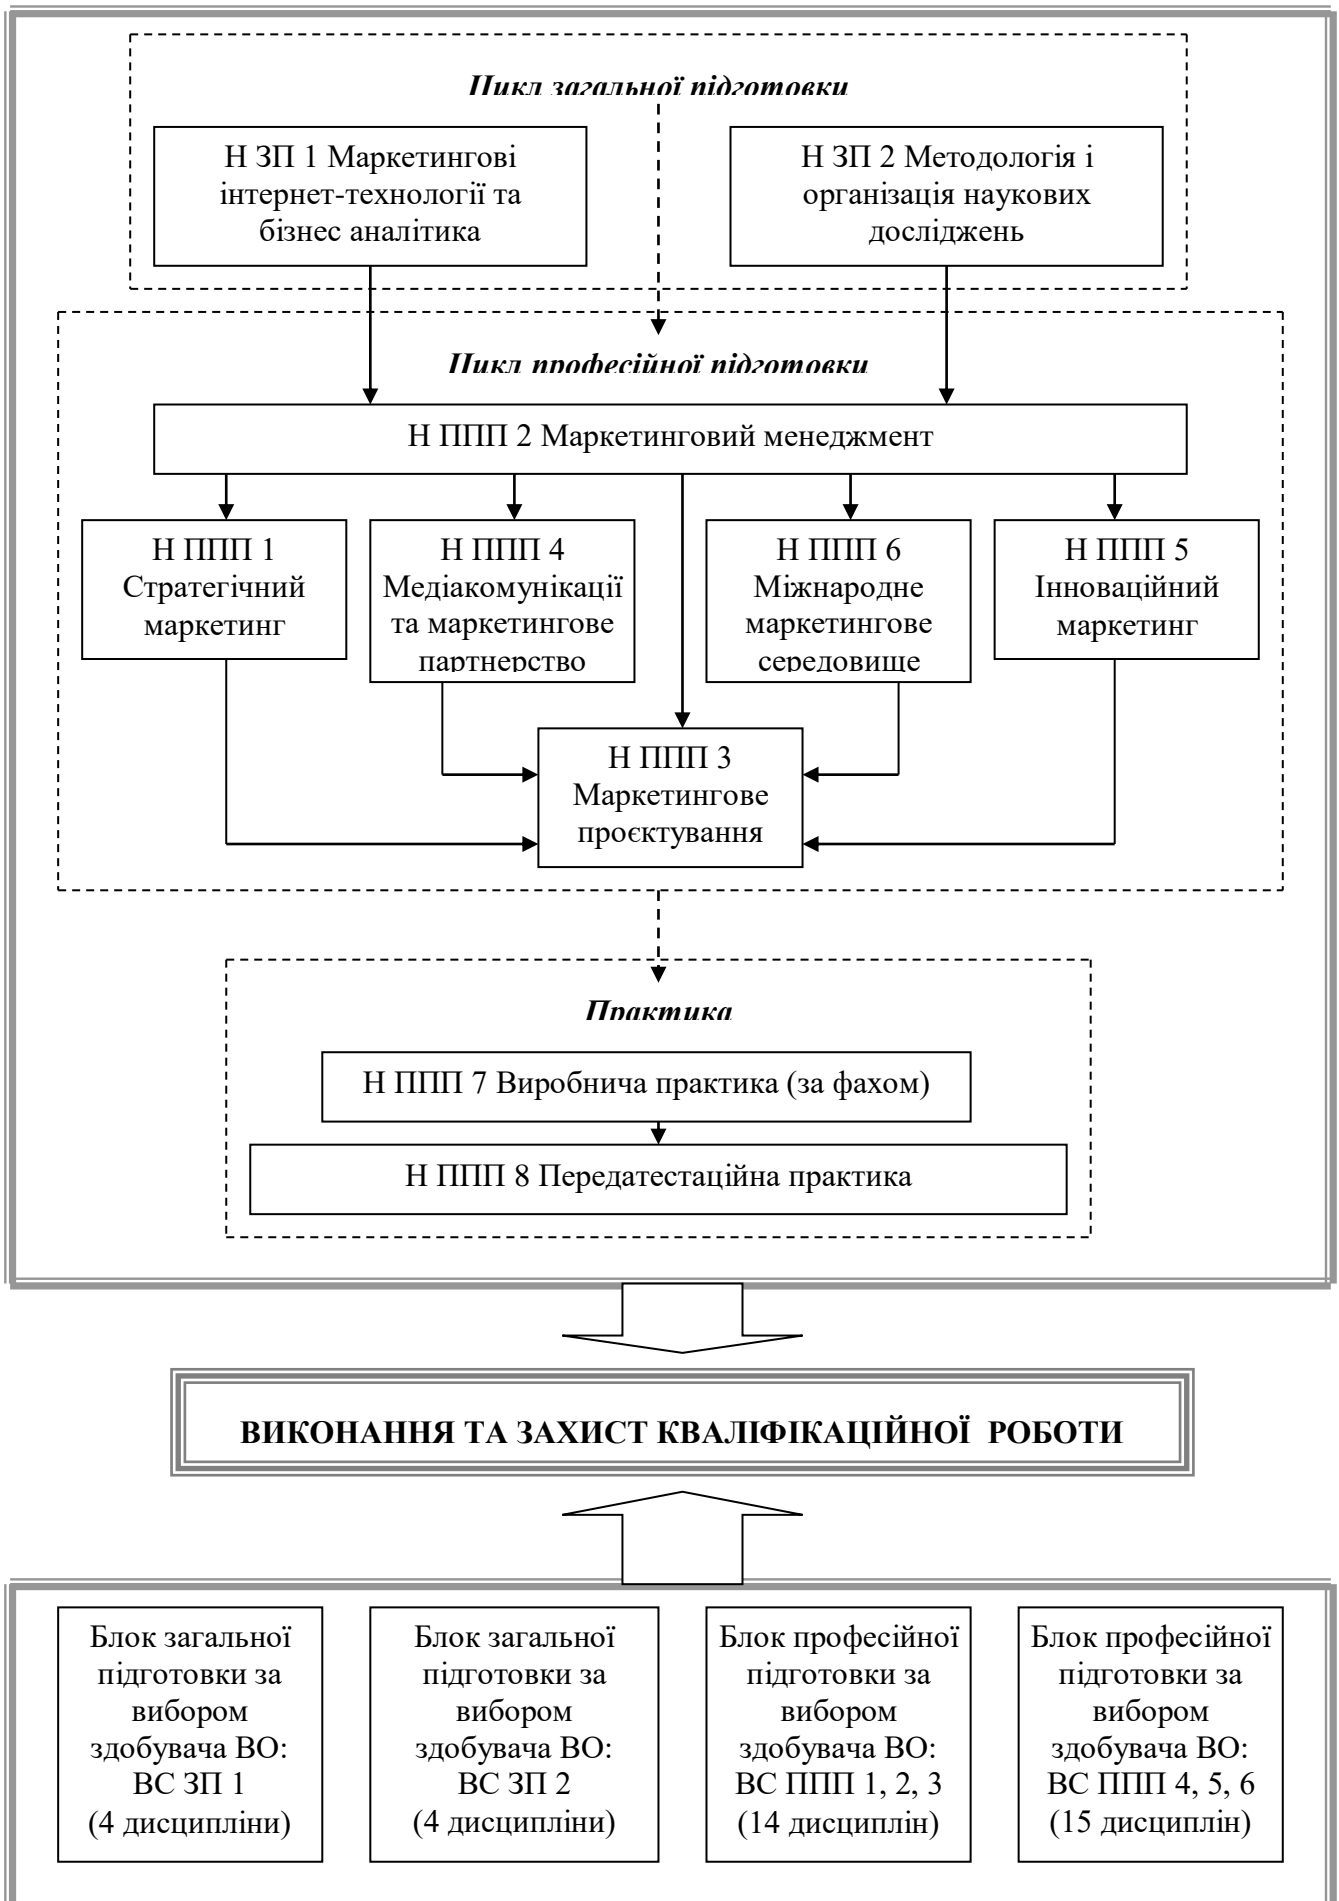 Цикл загальної підготовки
Н ЗП 1 Маркетингові
інтернет-технології та
бізнес аналітика
Н ЗП 2 Методологія і
організація наукових
досліджень
Цикл професійної підготовки
Н ППП 2 Маркетинговий менеджмент
Н ППП 1
Стратегічний
маркетинг
Н ППП 4
Медіакомунікації
та маркетингове
партнерство
Н ППП 6
Міжнародне
маркетингове
середовище
Н ППП 5
Інноваційний
маркетинг
Н ППП 3
Маркетингове
проєктування
Практика
Н ППП 7 Виробнича практика (за фахом)
Н ППП 8 Передатестаційна практика
ВИКОНАННЯ ТА ЗАХИСТ КВАЛІФІКАЦІЙНОЇ РОБОТИ
Блок загальної
підготовки за
вибором
здобувача ВО:
ВС ЗП 1
(4 дисципліни)
Блок загальної
підготовки за
вибором
здобувача ВО:
ВС ЗП 2
(4 дисципліни)
Блок професійної
підготовки за
вибором
здобувача ВО:
ВС ППП 1, 2, 3
(14 дисциплін)
Блок професійної
підготовки за
вибором
здобувача ВО:
ВС ППП 4, 5, 6
(15 дисциплін)